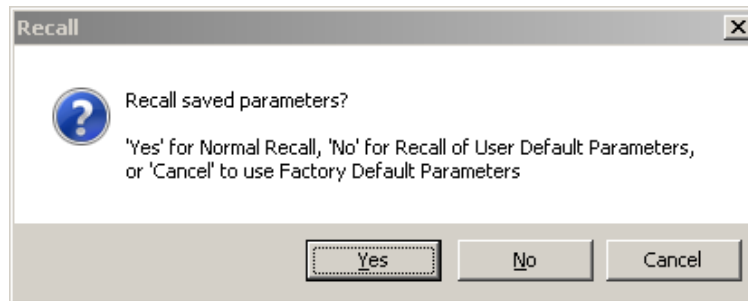 Recall
Recall saved parameters?
'Yes' for Normal Recall, 'No' for Recall of User Default Parameters,
or 'Cancel' to use Factory Default Parameters
Yes No Cancel